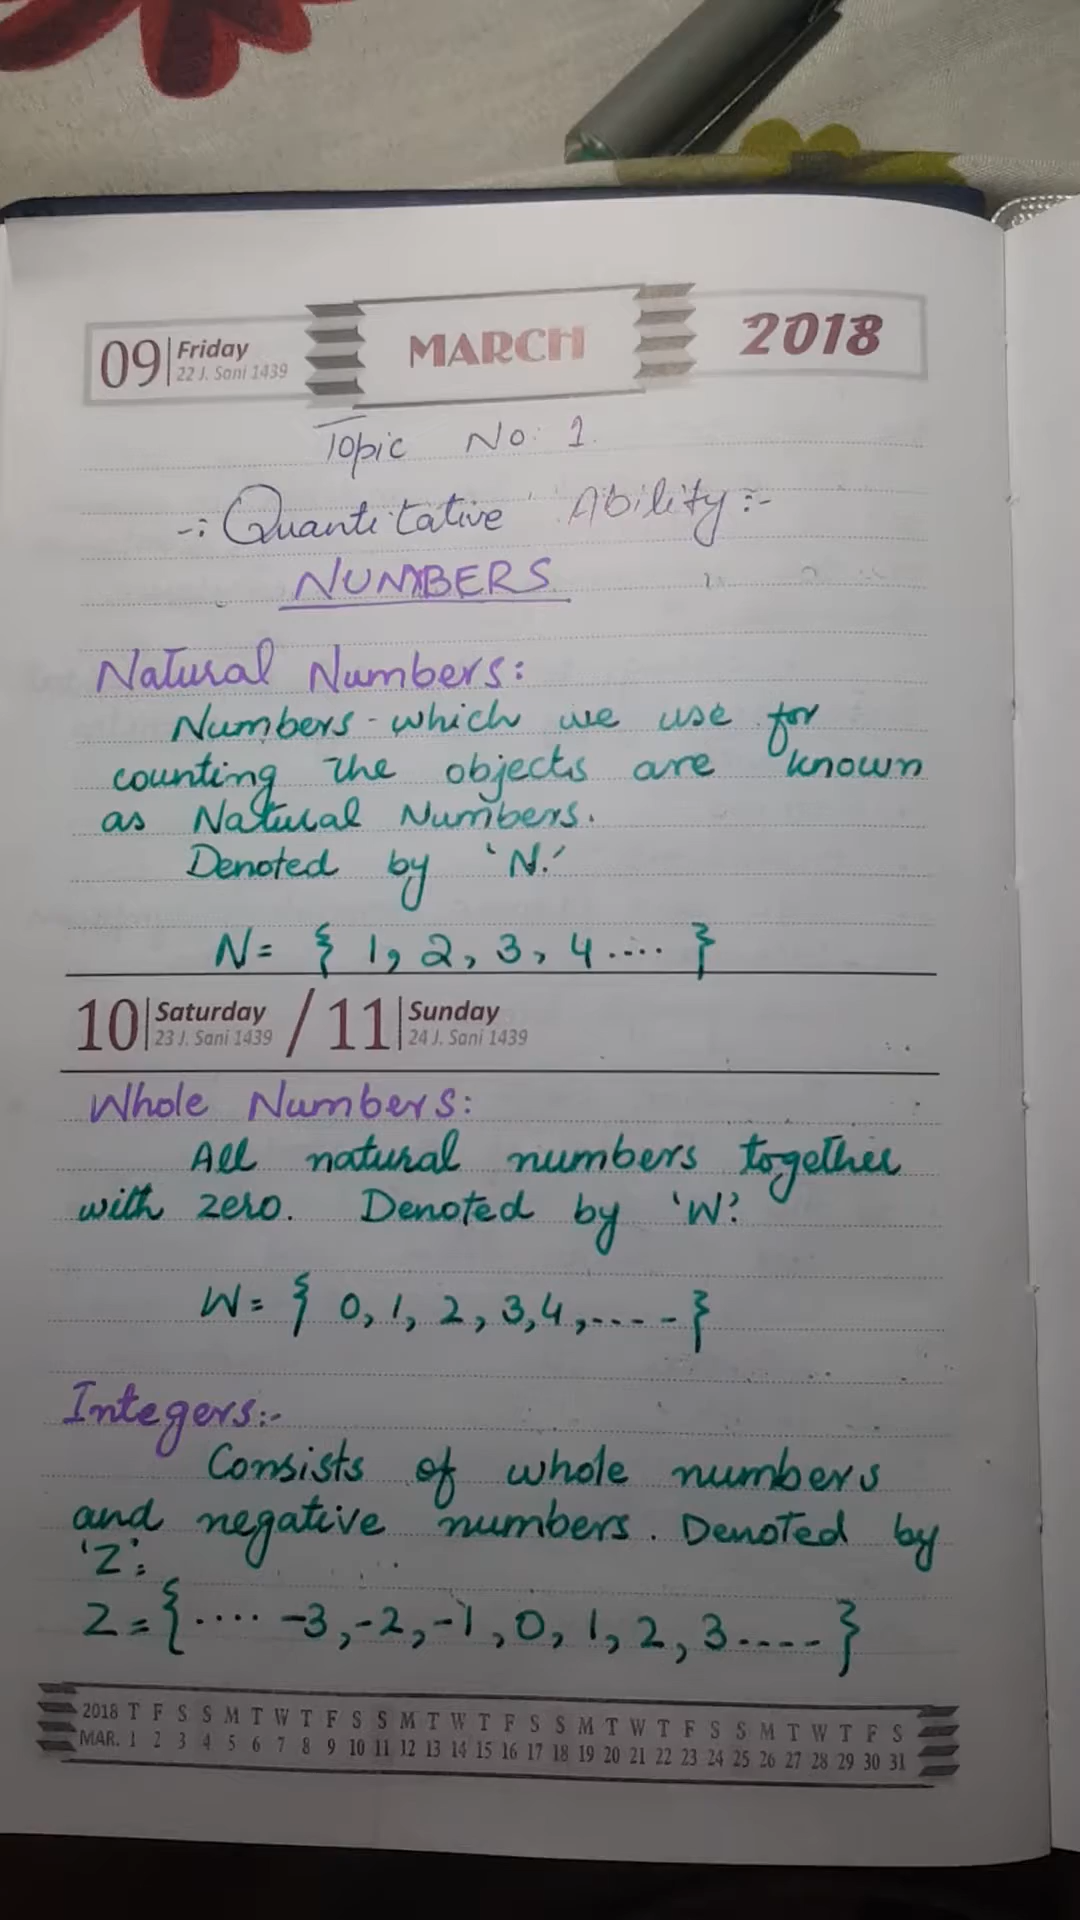 09 Friday 22 J. Sani 1439 MARCH 2018
Topic No: 1.
-:Quantitative Ability:-
NUMBERS
Natural Numbers:
Numbers which we use for
counting the objects are known
as Natural Numbers.
Denoted by 'N.'
N= { 1, 2, 3, 4 .... }
10 Saturday 23 J. Sani 1439 / 11 Sunday 24 J. Sani 1439
Whole Numbers:
All natural numbers together
with zero. Denoted by 'W'.
W= { 0, 1, 2, 3, 4, ..... }
Integers:-
Consists of whole numbers
and negative numbers. Denoted by
'Z'.
Z = { .... -3, -2, -1, 0, 1, 2, 3 ..... }
2018 T F S S M T W T F S S M T W T F S S M T W T F S S M T W T F S
MAR. 1 2 3 4 5 6 7 8 9 10 11 12 13 14 15 16 17 18 19 20 21 22 23 24 25 26 27 28 29 30 31